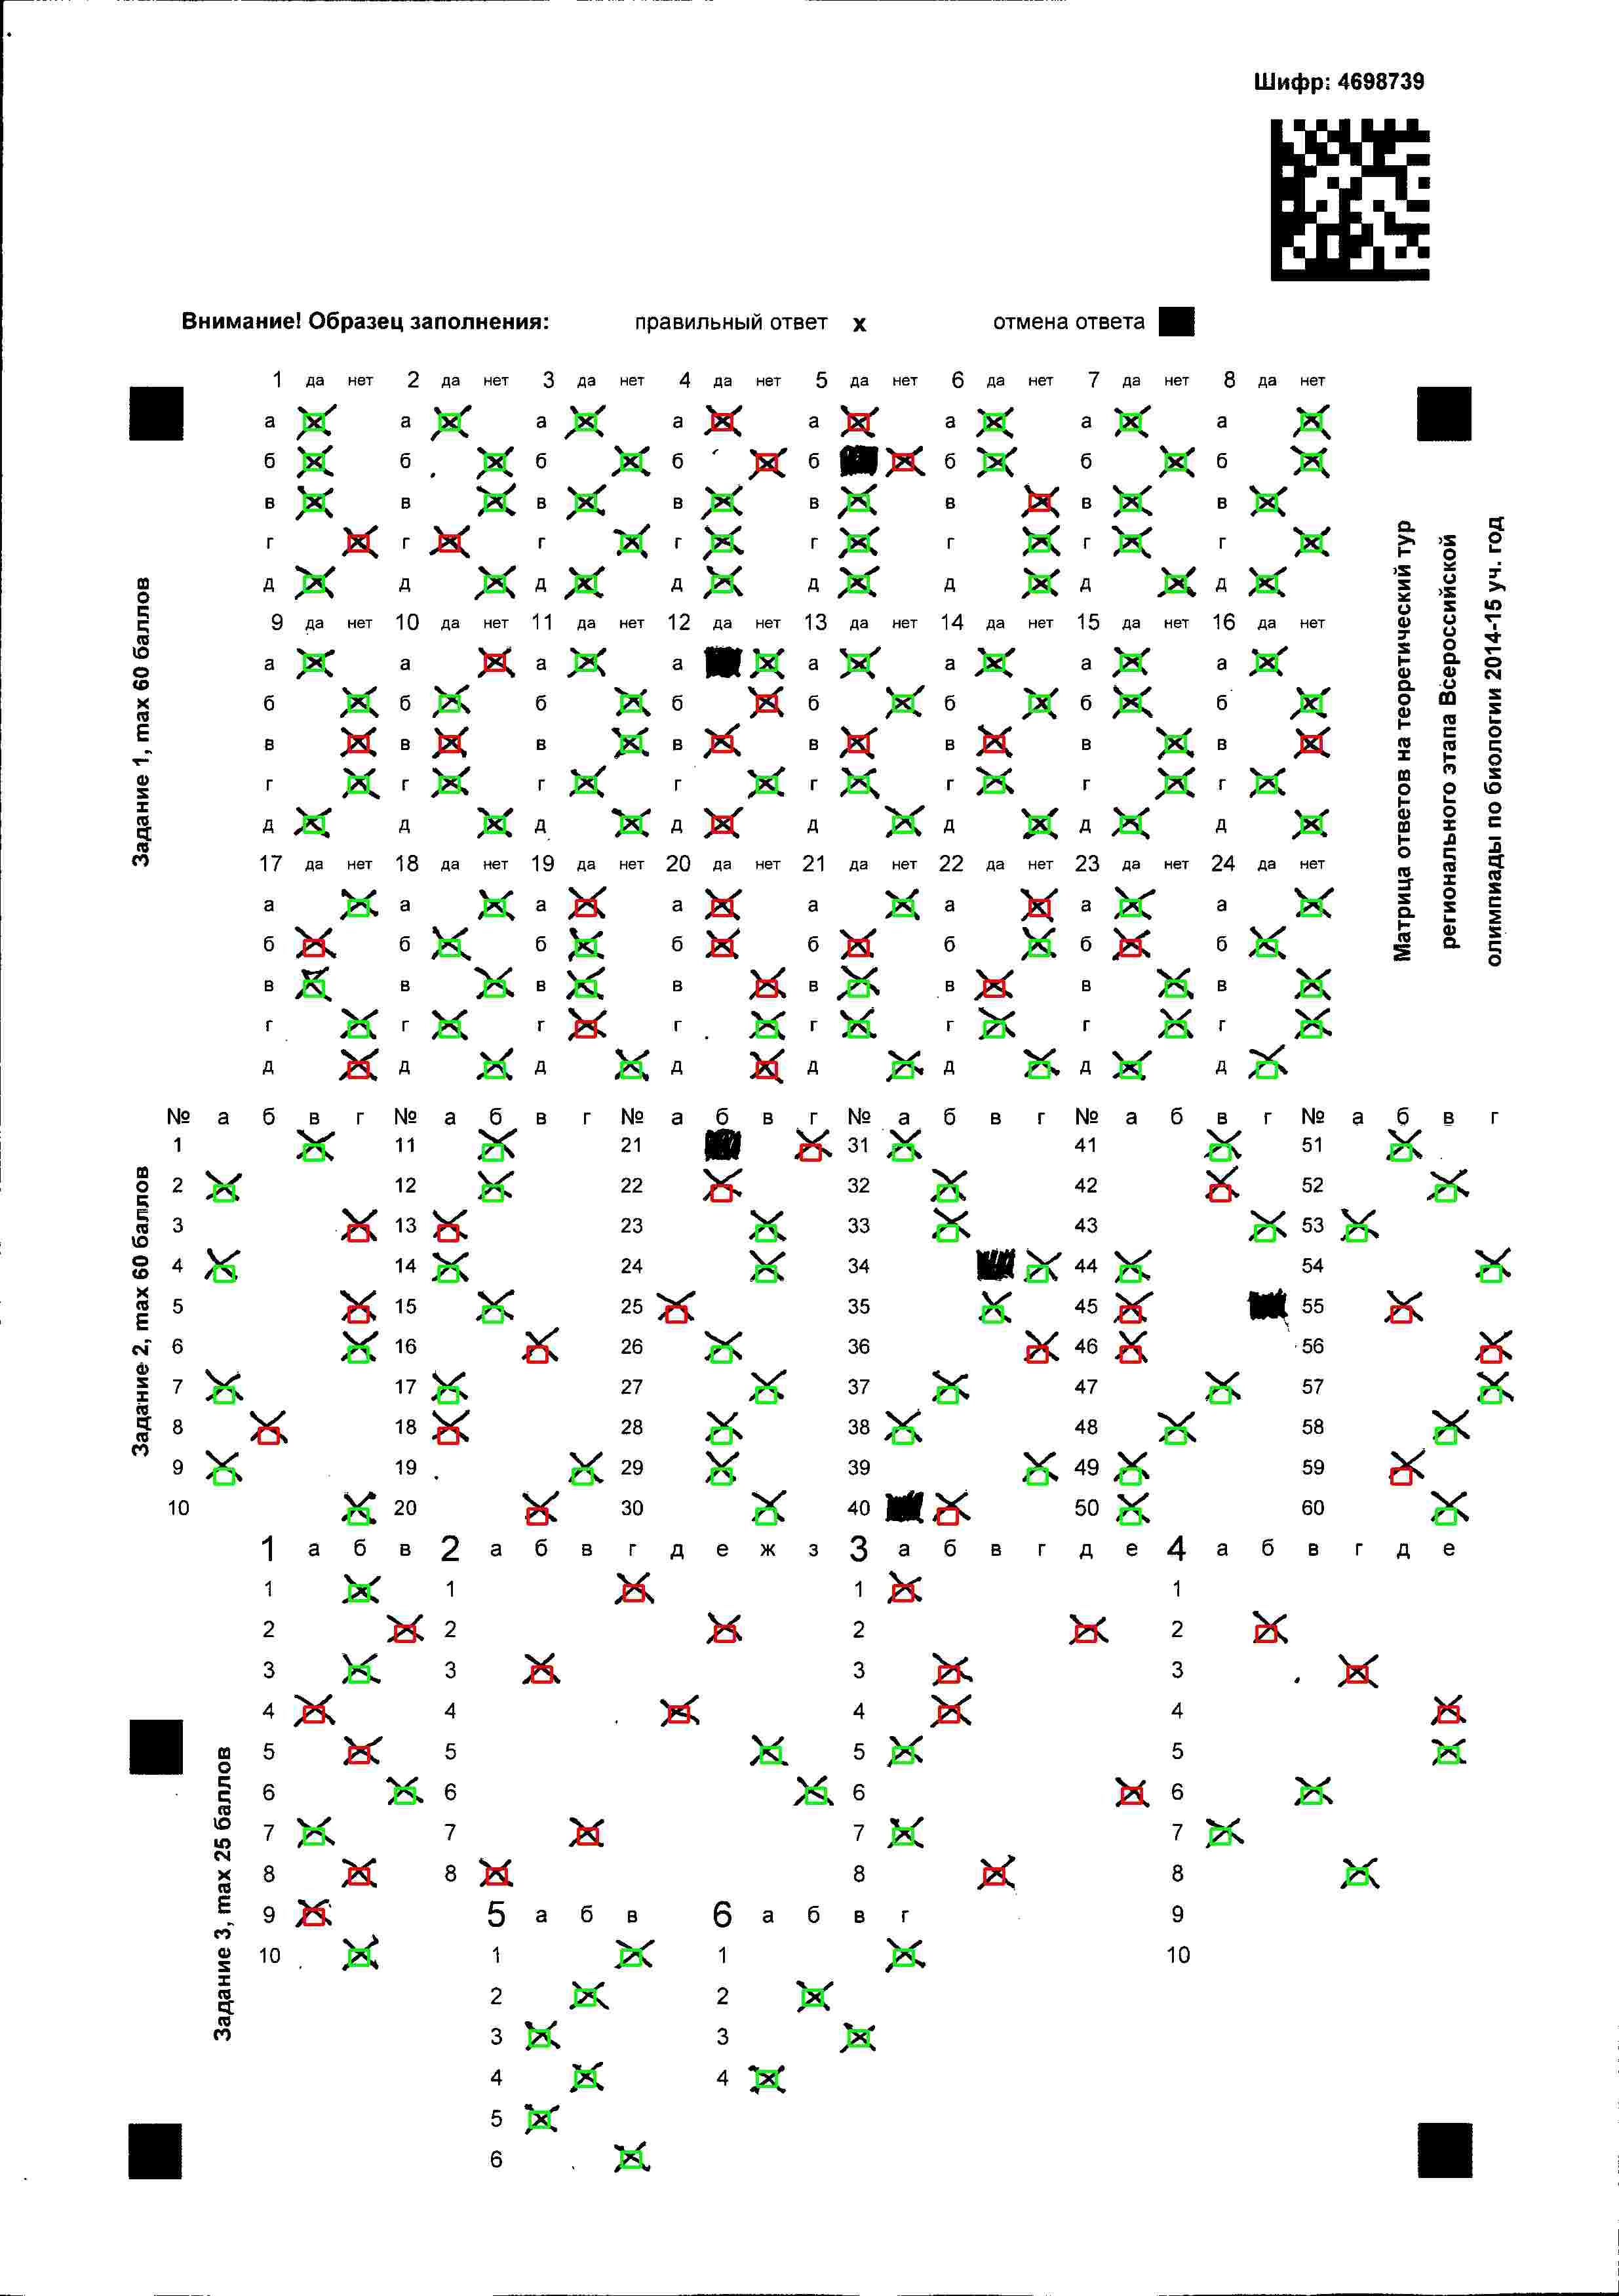 Шифр: 4698739
Внимание! Образец заполнения: правильный ответ x отмена ответа
1 да нет 2 да нет 3 да нет 4 да нет 5 да нет 6 да нет 7 да нет 8 да нет
а а а а а а а а
б б б б б б б б
в в в в в в в в
г г г г г г г г
д д д д д д д д
9 да нет 10 да нет 11 да нет 12 да нет 13 да нет 14 да нет 15 да нет 16 да нет
а а а а а а а а
б б б б б б б б
в в в в в в в в
г г г г г г г г
д д д д д д д д
17 да нет 18 да нет 19 да нет 20 да нет 21 да нет 22 да нет 23 да нет 24 да нет
а а а а а а а а
б б б б б б б б
в в в в в в в в
г г г г г г г г
д д д д д д д д
Задание 1, max 60 баллов
Матрица ответов на теоретический тур
регионального этапа Всероссийской
олимпиады по биологии 2014-15 уч. год
№ а б в г № а б в г № а б в г № а б в г № а б в г № а б в г
1 11 21 31 41 51
2 12 22 32 42 52
3 13 23 33 43 53
4 14 24 34 44 54
5 15 25 35 45 55
6 16 26 36 46 56
7 17 27 37 47 57
8 18 28 38 48 58
9 19 29 39 49 59
10 20 30 40 50 60
Задание 2, max 60 баллов
1 а б в 2 а б в г д е ж з 3 а б в г д е 4 а б в г д е
1 1 1 1
2 2 2 2
3 3 3 3
4 4 4 4
5 5 5 5
6 6 6 6
7 7 7 7
8 8 8 8
9 5 а б в 6 а б в г 9
10 1 1 10
2 2
3 3
4 4
5
6
Задание 3, max 25 баллов